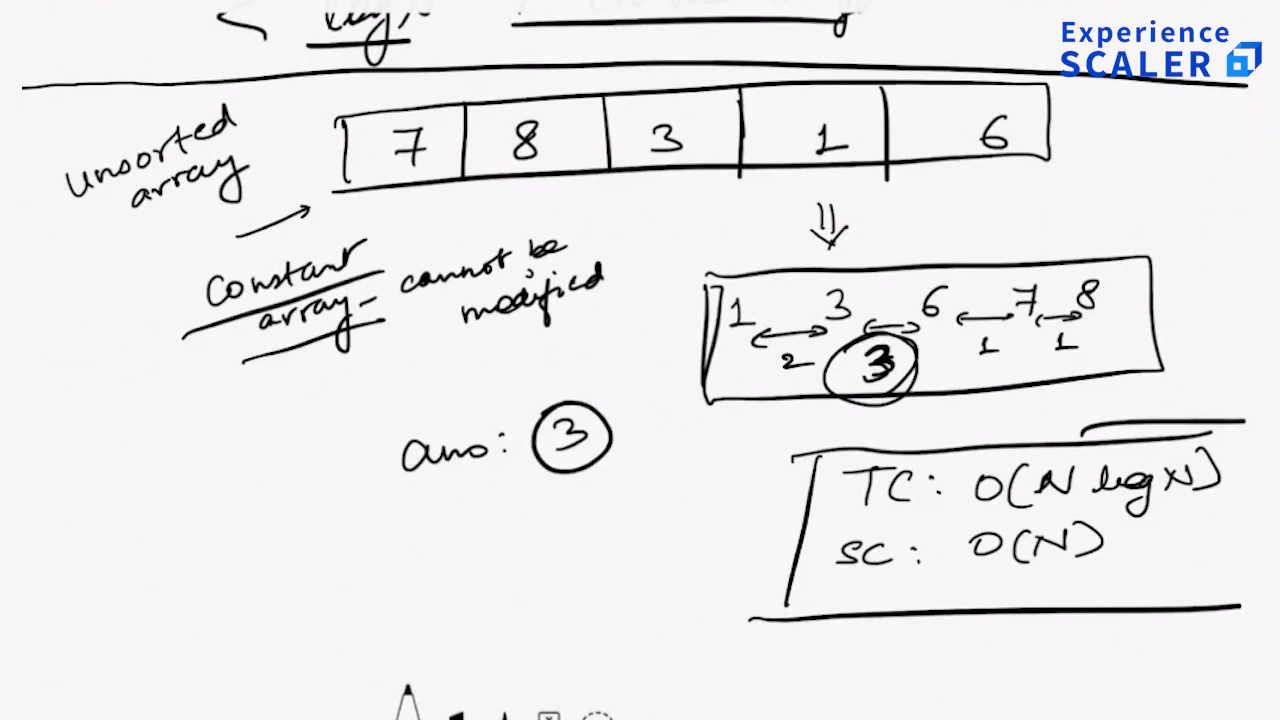 Experience
SCALER
unsorted
array
7 8 3 1 6
Constant
array - cannot be
modified
1 3 6 7 8
2 3 1 1
ans: 3
TC: O(N log N)
SC: O(N)